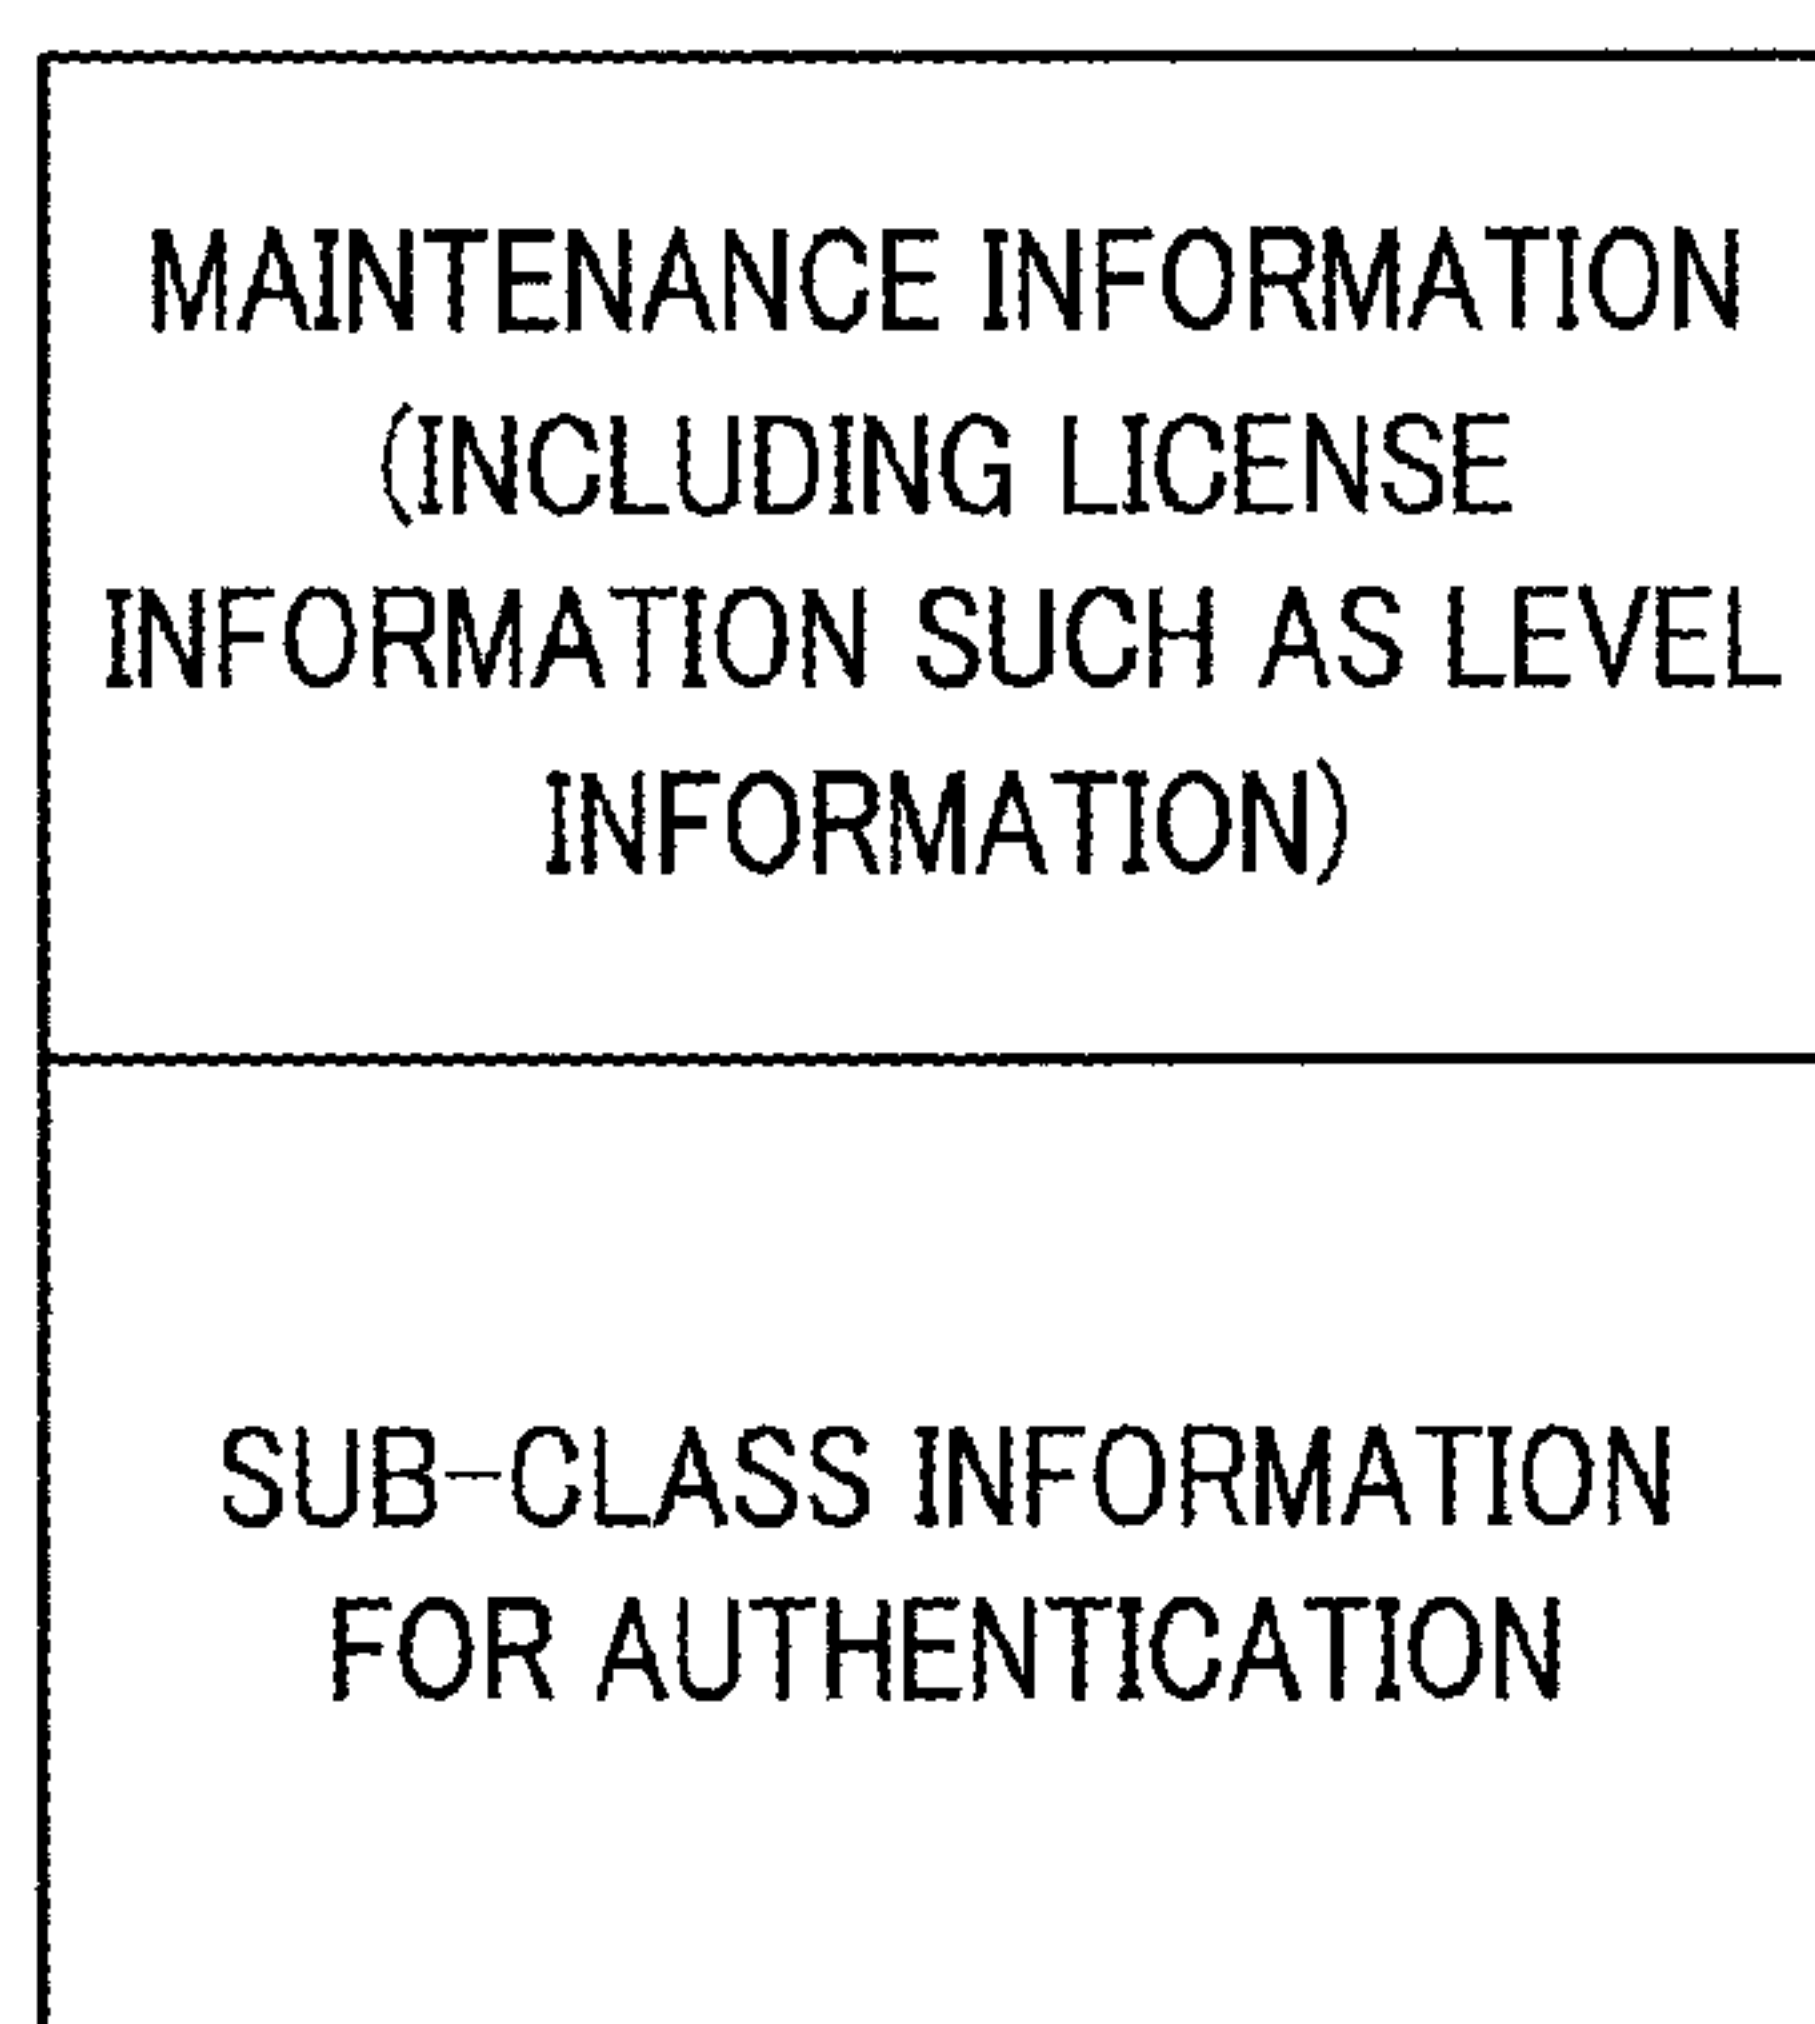 MAINTENANCE INFORMATION
(INCLUDING LICENSE
INFORMATION SUCH AS LEVEL
INFORMATION)
SUB-CLASS INFORMATION
FOR AUTHENTICATION